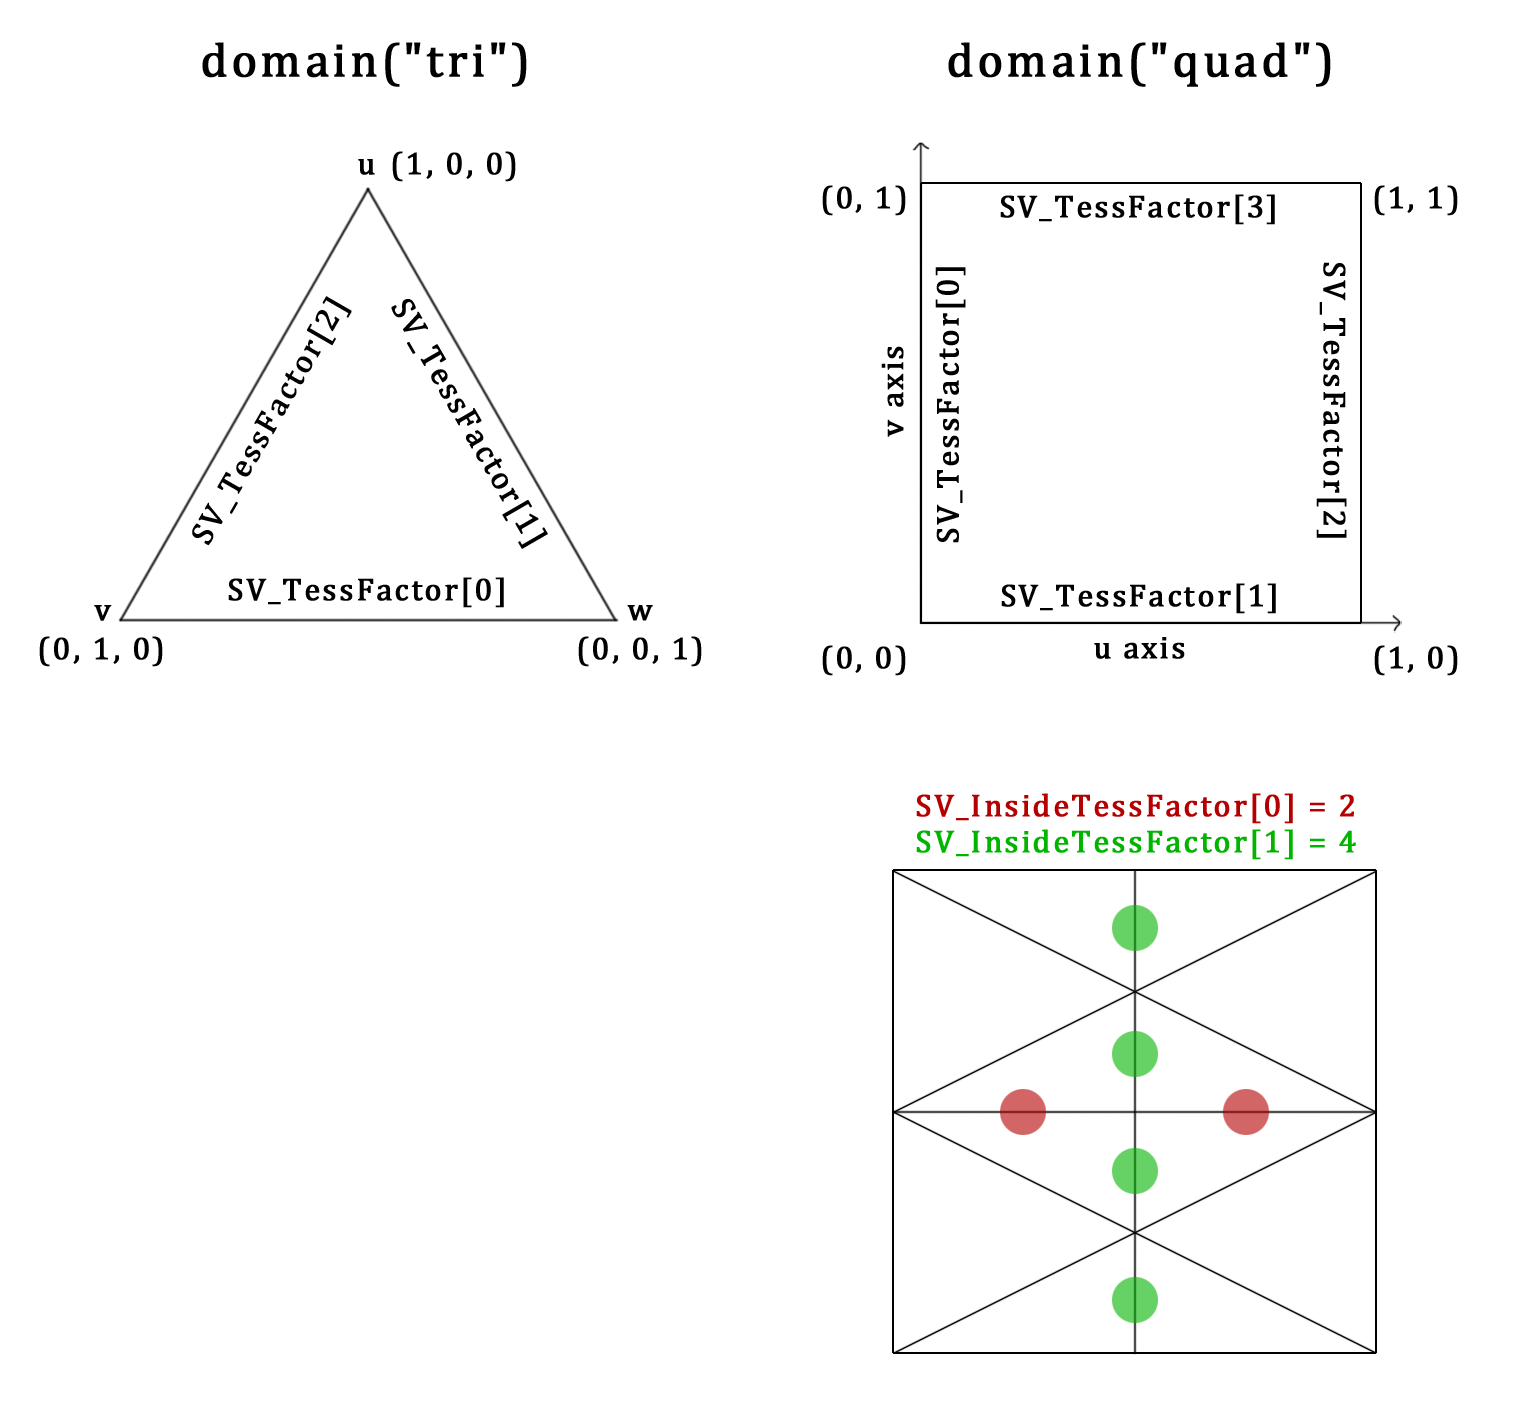 domain("tri")
u (1, 0, 0)
SV_TessFactor[2]
SV_TessFactor[1]
SV_TessFactor[0]
v
w
(0, 1, 0)
(0, 0, 1)
domain("quad")
(0, 1)
SV_TessFactor[3]
(1, 1)
v axis
SV_TessFactor[0]
SV_TessFactor[2]
SV_TessFactor[1]
(0, 0)
u axis
(1, 0)
SV_InsideTessFactor[0] = 2
SV_InsideTessFactor[1] = 4